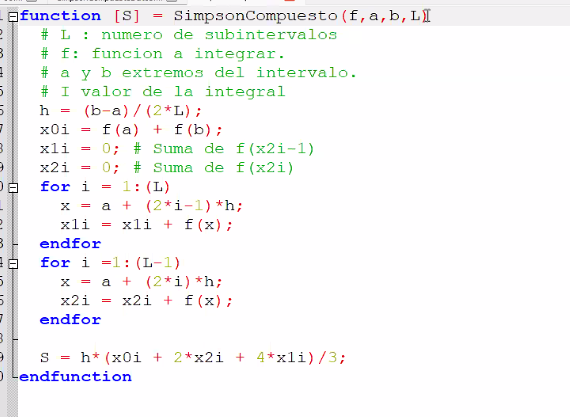 function [S] = SimpsonCompuesto(f,a,b,L)
# L : numero de subintervalos
# f: funcion a integrar.
# a y b extremos del intervalo.
# I valor de la integral
h = (b-a)/(2*L);
x0i = f(a) + f(b);
x1i = 0; # Suma de f(x2i-1)
x2i = 0; # Suma de f(x2i)
for i = 1:(L)
x = a + (2*i-1)*h;
x1i = x1i + f(x);
endfor
for i =1:(L-1)
x = a + (2*i)*h;
x2i = x2i + f(x);
endfor
S = h*(x0i + 2*x2i + 4*x1i)/3;
endfunction